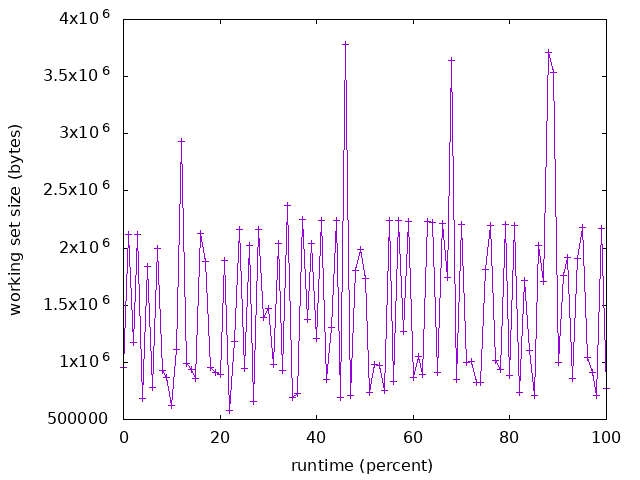 4x10^6
3.5x10^6
3x10^6
2.5x10^6
2x10^6
1.5x10^6
1x10^6
500000
working set size (bytes)
0 20 40 60 80 100
runtime (percent)